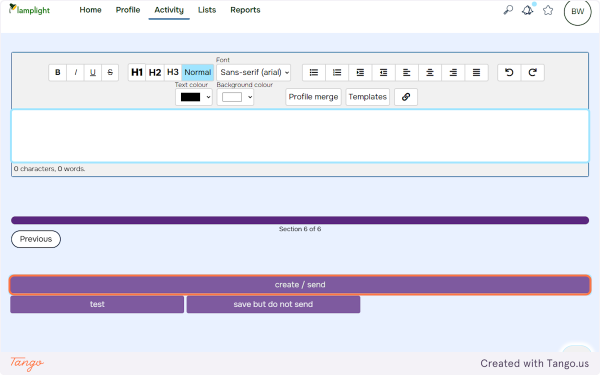 lamplight Home Profile Activity Lists Reports BW
Font
B I U S H1 H2 H3 Normal Sans-serif (arial)
Text colour Background colour
Profile merge Templates
0 characters, 0 words.
Section 6 of 6
Previous
create / send
test save but do not send
Tango Created with Tango.us